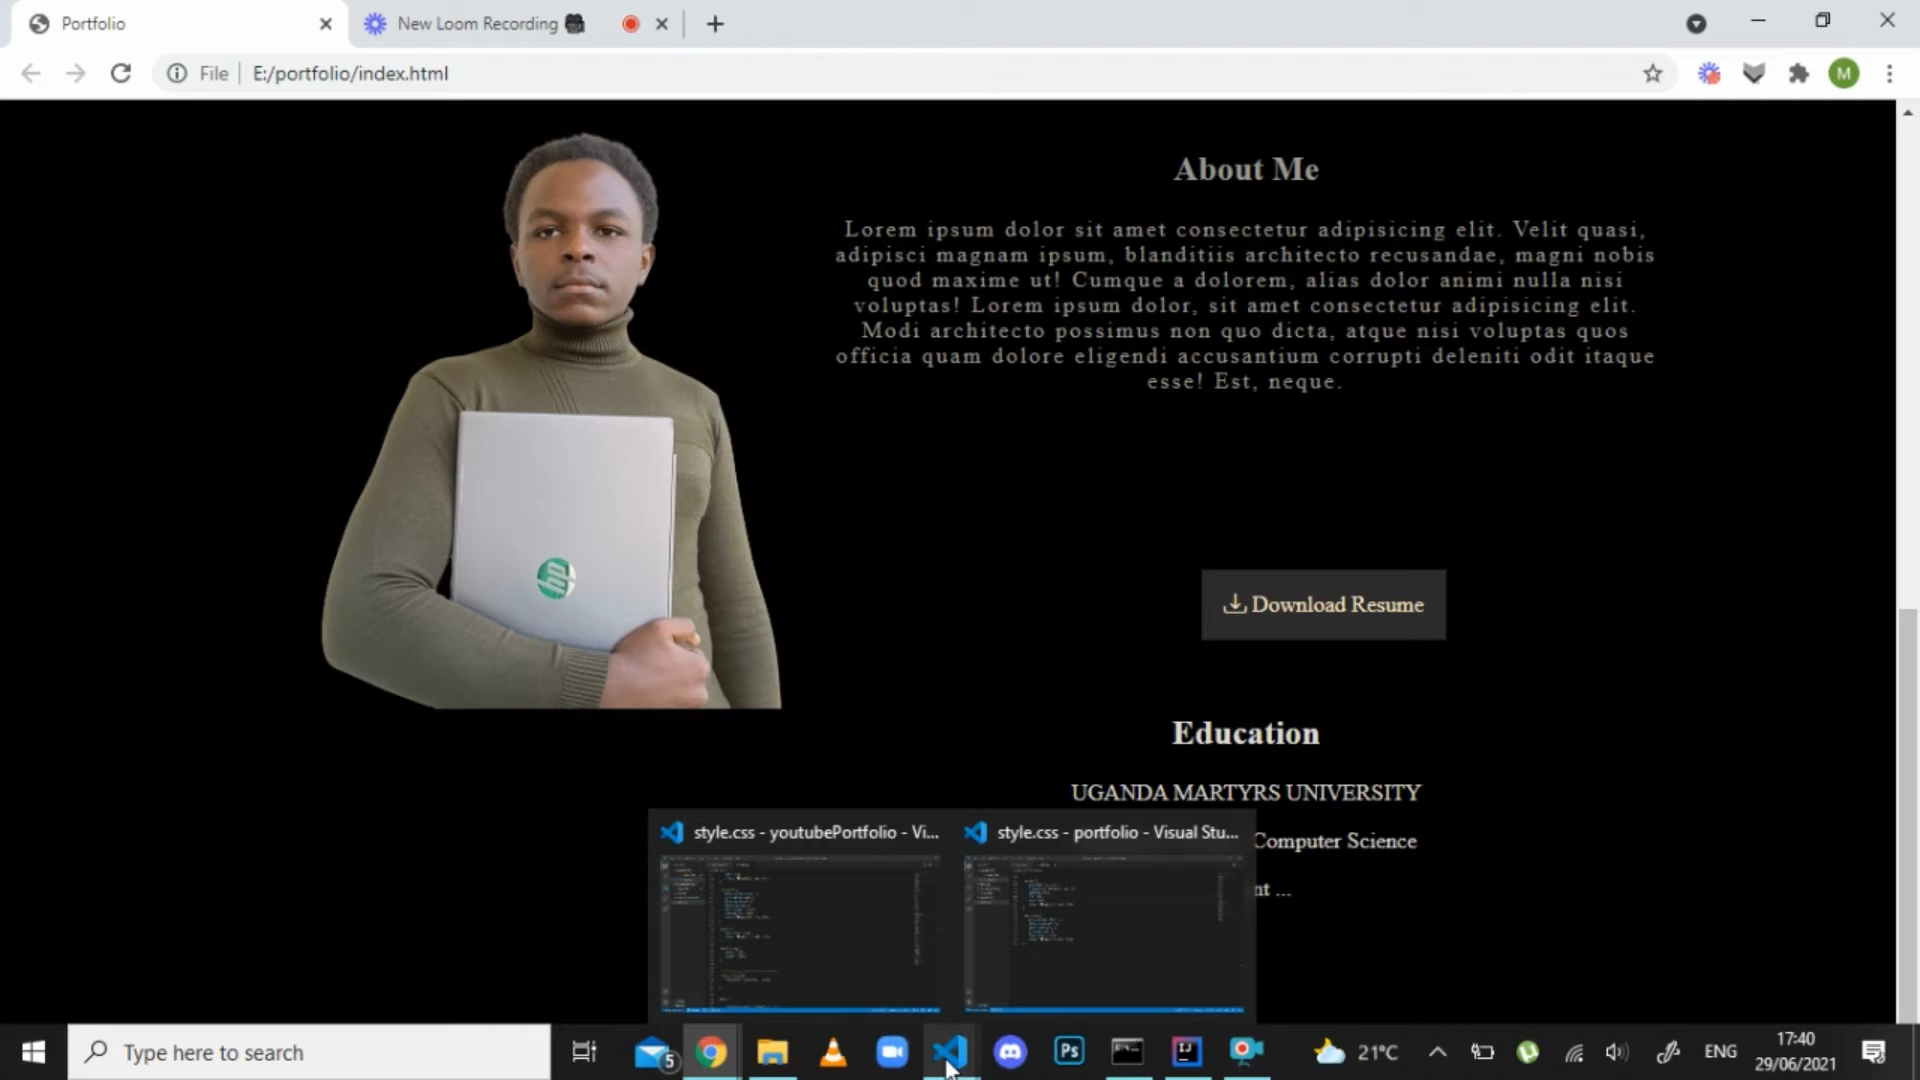 Portfolio
New Loom Recording
File
E:/portfolio/index.html
M
About Me
Lorem ipsum dolor sit amet consectetur adipisicing elit. Velit quasi,
adipisci magnam ipsum, blanditiis architecto recusandae, magni nobis
quod maxime ut! Cumque a dolorem, alias dolor animi nulla nisi
voluptas! Lorem ipsum dolor, sit amet consectetur adipisicing elit.
Modi architecto possimus non quo dicta, atque nisi voluptas quos
officia quam dolore eligendi accusantium corrupti deleniti odit itaque
esse! Est, neque.
hp
Download Resume
Education
UGANDA MARTYRS UNIVERSITY
Computer Science
nt ...
style.css - youtubePortfolio - Vi...
style.css - portfolio - Visual Stu...
Type here to search
5
Ps
IJ
21°C
ENG
17:40
29/06/2021